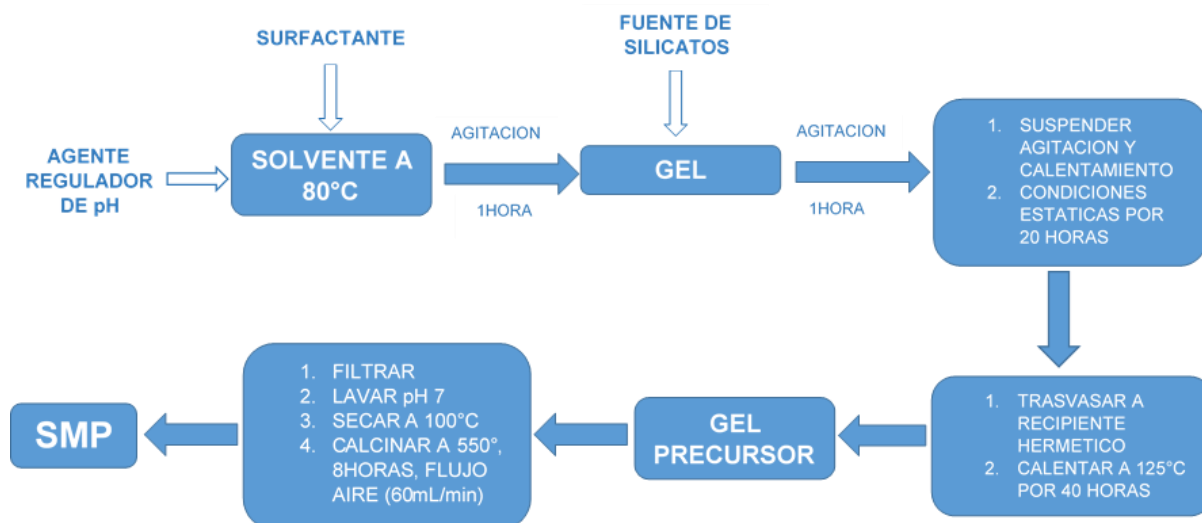 SURFACTANTE
FUENTE DE
SILICATOS
AGENTE
REGULADOR
DE pH
SOLVENTE A
80°C
AGITACION
1HORA
GEL
AGITACION
1HORA
1. SUSPENDER
AGITACION Y
CALENTAMIENTO
2. CONDICIONES
ESTATICAS POR
20 HORAS
1. TRASVASAR A
RECIPIENTE
HERMETICO
2. CALENTAR A 125°C
POR 40 HORAS
GEL
PRECURSOR
1. FILTRAR
2. LAVAR pH 7
3. SECAR A 100°C
4. CALCINAR A 550°,
8HORAS, FLUJO
AIRE (60mL/min)
SMP